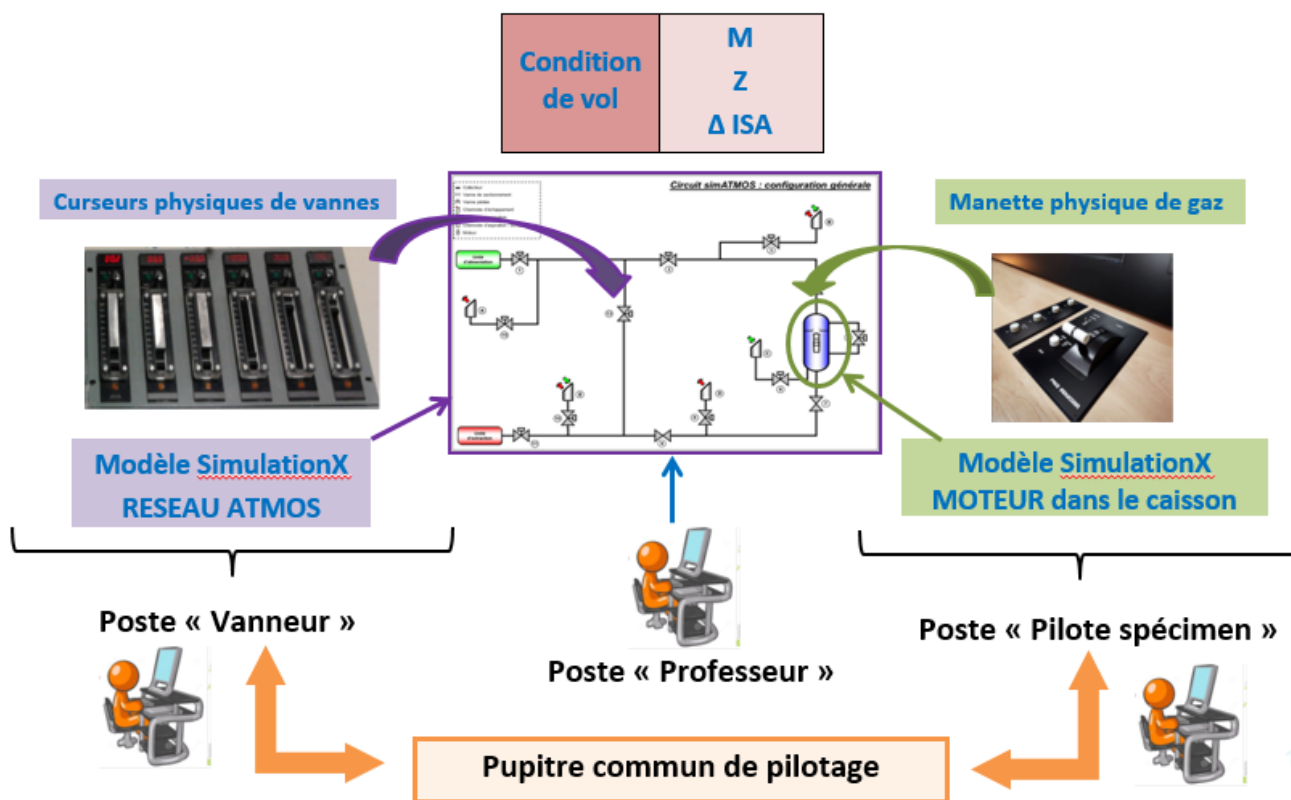 Condition
de vol
M
Z
Δ ISA
Curseurs physiques de vannes
Circuit simATMOS : configuration générale
Manette physique de gaz
Modèle SimulationX
RESEAU ATMOS
Modèle SimulationX
MOTEUR dans le caisson
Poste « Vanneur »
Poste « Professeur »
Poste « Pilote spécimen »
Pupitre commun de pilotage